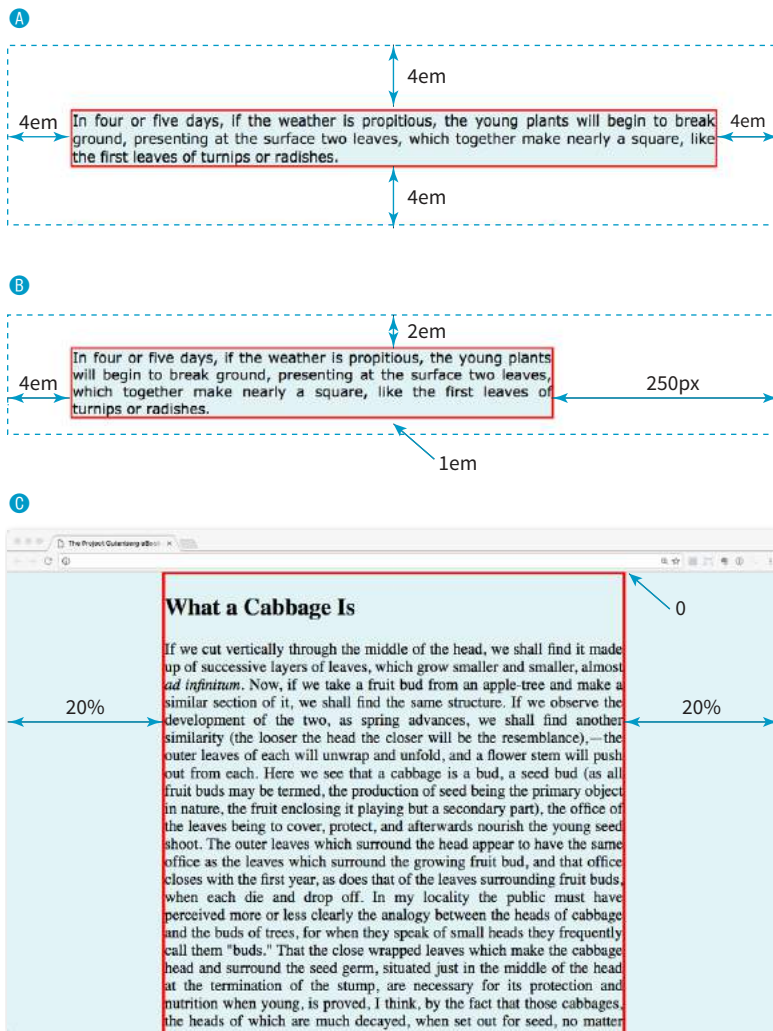 A
4em
In four or five days, if the weather is propitious, the young plants will begin to break
4em
4em
ground, presenting at the surface two leaves, which together make nearly a square, like
the first leaves of turnips or radishes.
4em
B
2em
In four or five days, if the weather is propitious, the young plants
will begin to break ground, presenting at the surface two leaves,
4em
250px
which together make nearly a square, like the first leaves of
turnips or radishes.
1em
C
The Project Gutenberg eBook
0
What a Cabbage Is
If we cut vertically through the middle of the head, we shall find it made
up of successive layers of leaves, which grow smaller and smaller, almost
ad infinitum. Now, if we take a fruit bud from an apple-tree and make a
similar section of it, we shall find the same structure. If we observe the
20%
20%
development of the two, as spring advances, we shall find another
similarity (the looser the head the closer will be the resemblance),—the
outer leaves of each will unwrap and unfold, and a flower stem will push
out from each. Here we see that a cabbage is a bud, a seed bud (as all
fruit buds may be termed, the production of seed being the primary object
in nature, the fruit enclosing it playing but a secondary part), the office of
the leaves being to cover, protect, and afterwards nourish the young seed
shoot. The outer leaves which surround the head appear to have the same
office as the leaves which surround the growing fruit bud, and that office
closes with the first year, as does that of the leaves surrounding fruit buds,
when each die and drop off. In my locality the public must have
perceived more or less clearly the analogy between the heads of cabbage
and the buds of trees, for when they speak of small heads they frequently
call them "buds." That the close wrapped leaves which make the cabbage
head and surround the seed germ, situated just in the middle of the head
at the termination of the stump, are necessary for its protection and
nutrition when young, is proved, I think, by the fact that those cabbages,
the heads of which are much decayed, when set out for seed, no matter